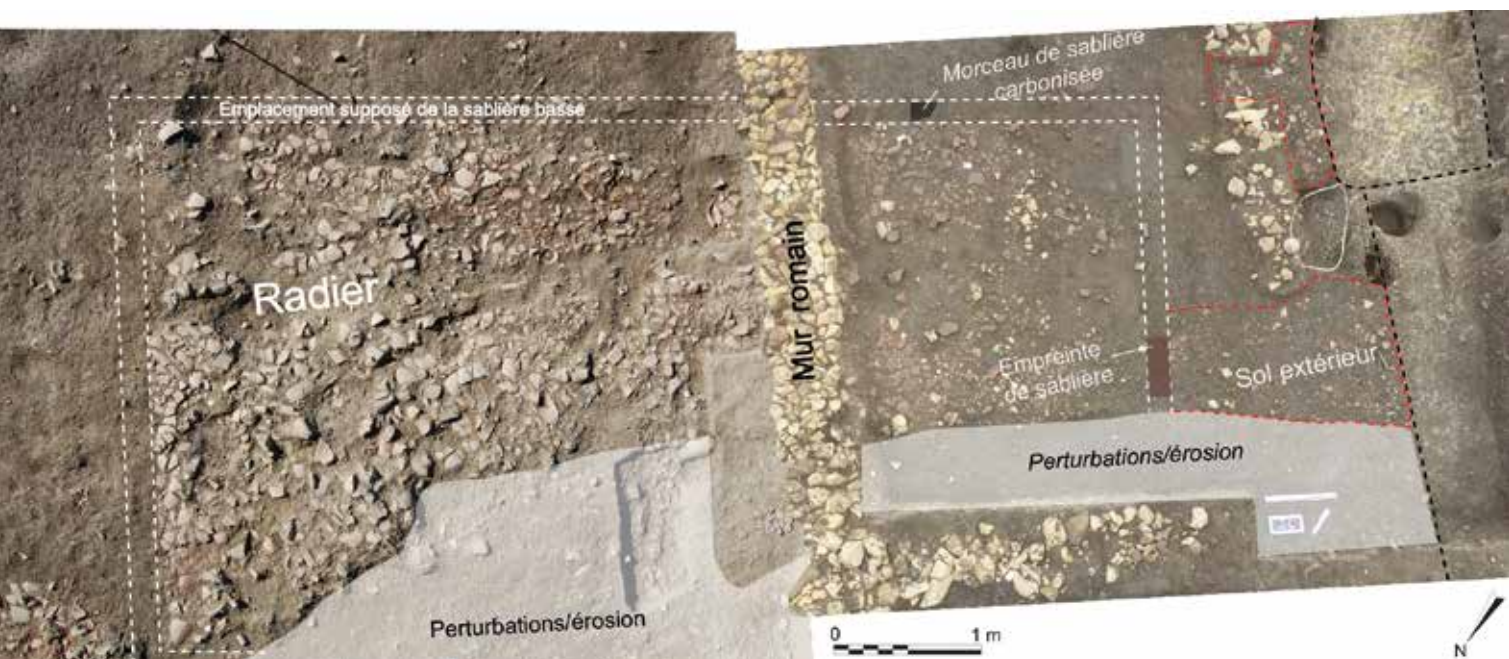 Morceau de sablière
carbonisée
Emplacement supposé de la sablière basse
Radier
Mur romain
Empreinte
de sablière
Sol extérieur
Perturbations/érosion
Perturbations/érosion
0 1 m
N